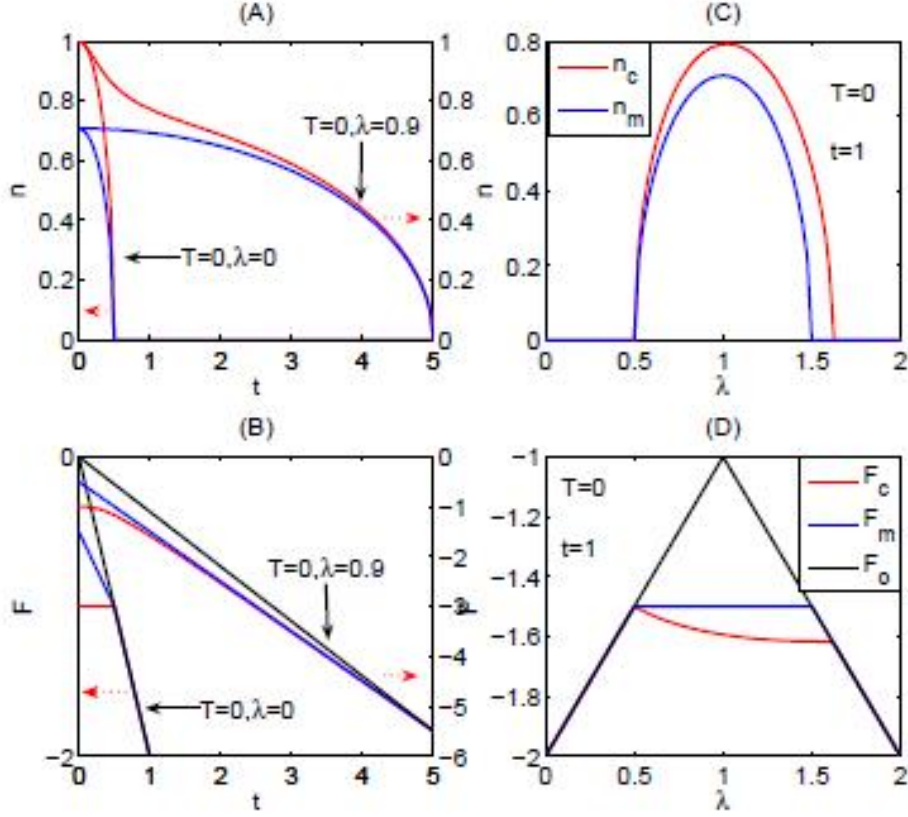 (A)
1
0.8
0.6
0.4
0.2
0
n
1
0.8
0.6
0.4
0.2
0
T=0,λ=0.9
T=0,λ=0
0 1 2 3 4 5
t
(C)
0.8
0.6
0.4
0.2
0
n
n_c
n_m
T=0
t=1
0 0.5 1 1.5 2
λ
(B)
0
−2
F
0
−1
−2
−3
−4
−5
−6
F
T=0,λ=0.9
T=0,λ=0
0 1 2 3 4 5
t
(D)
−1
−1.2
−1.4
−1.6
−1.8
−2
T=0
t=1
F_c
F_m
F_o
0 0.5 1 1.5 2
λ